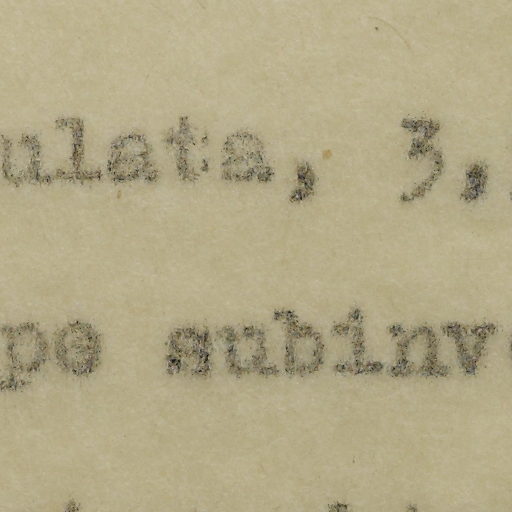 ulata, 3,
pe subinv